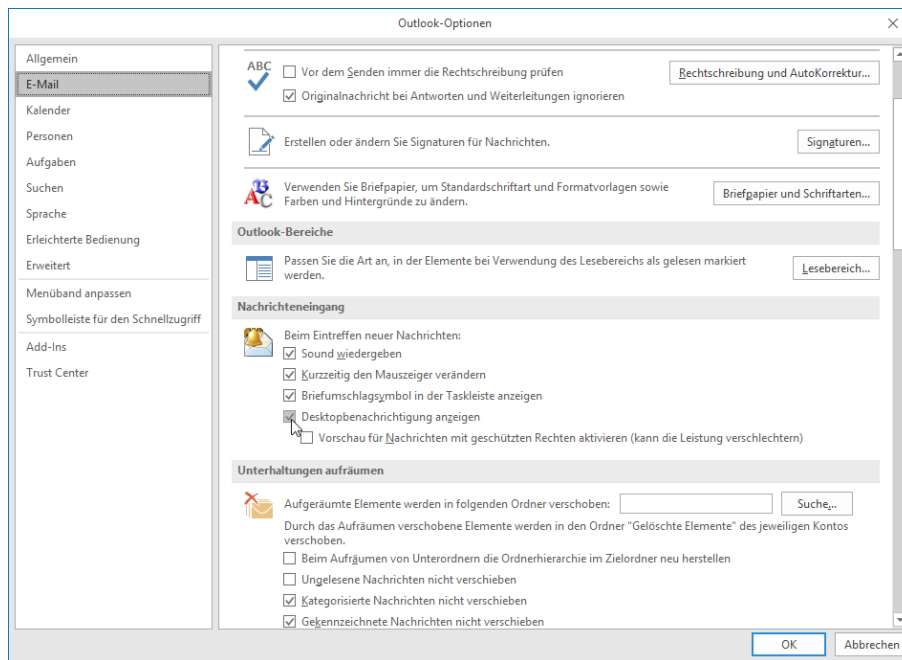 Outlook-Optionen
Allgemein
E-Mail
Kalender
Personen
Aufgaben
Suchen
Sprache
Erleichterte Bedienung
Erweitert
Menüband anpassen
Symbolleiste für den Schnellzugriff
Add-Ins
Trust Center
ABC
Vor dem Senden immer die Rechtschreibung prüfen
Rechtschreibung und AutoKorrektur...
Originalnachricht bei Antworten und Weiterleitungen ignorieren
Erstellen oder ändern Sie Signaturen für Nachrichten.
Signaturen...
Verwenden Sie Briefpapier, um Standardschriftart und Formatvorlagen sowie
Farben und Hintergründe zu ändern.
Briefpapier und Schriftarten...
Outlook-Bereiche
Passen Sie die Art an, in der Elemente bei Verwendung des Lesebereichs als gelesen markiert
werden.
Lesebereich...
Nachrichteneingang
Beim Eintreffen neuer Nachrichten:
Sound wiedergeben
Kurzzeitig den Mauszeiger verändern
Briefumschlagsymbol in der Taskleiste anzeigen
Desktopbenachrichtigung anzeigen
Vorschau für Nachrichten mit geschützten Rechten aktivieren (kann die Leistung verschlechtern)
Unterhaltungen aufräumen
Aufgeräumte Elemente werden in folgenden Ordner verschoben:
Suche...
Durch das Aufräumen verschobene Elemente werden in den Ordner "Gelöschte Elemente" des jeweiligen Kontos
verschoben.
Beim Aufräumen von Unterordnern die Ordnerhierarchie im Zielordner neu herstellen
Ungelesene Nachrichten nicht verschieben
Kategorisierte Nachrichten nicht verschieben
Gekennzeichnete Nachrichten nicht verschieben
OK
Abbrechen